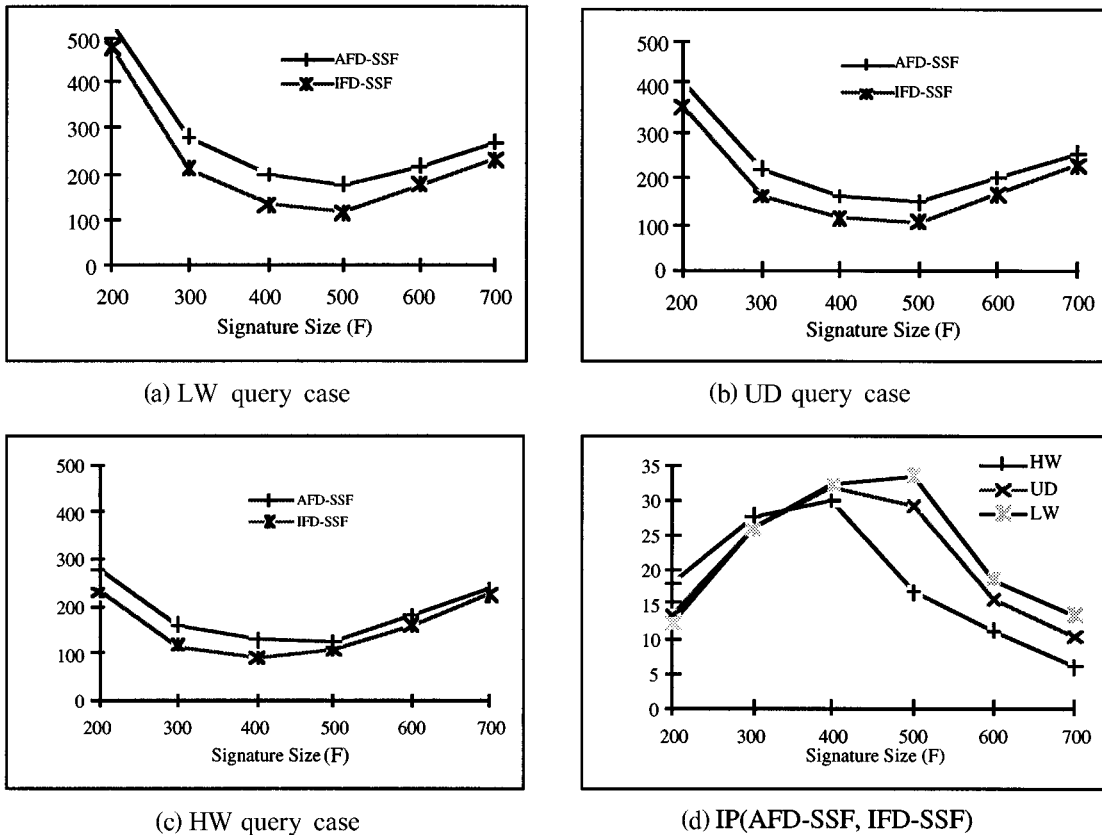 500
400
300
200
100
0
AFD-SSF
IFD-SSF
200 300 400 500 600 700
Signature Size (F)
(a) LW query case
500
400
300
200
100
0
AFD-SSF
IFD-SSF
200 300 400 500 600 700
Signature Size (F)
(b) UD query case
500
400
300
200
100
0
AFD-SSF
IFD-SSF
200 300 400 500 600 700
Signature Size (F)
(c) HW query case
35
30
25
20
15
10
5
0
HW
UD
LW
200 300 400 500 600 700
Signature Size (F)
(d) IP(AFD-SSF, IFD-SSF)